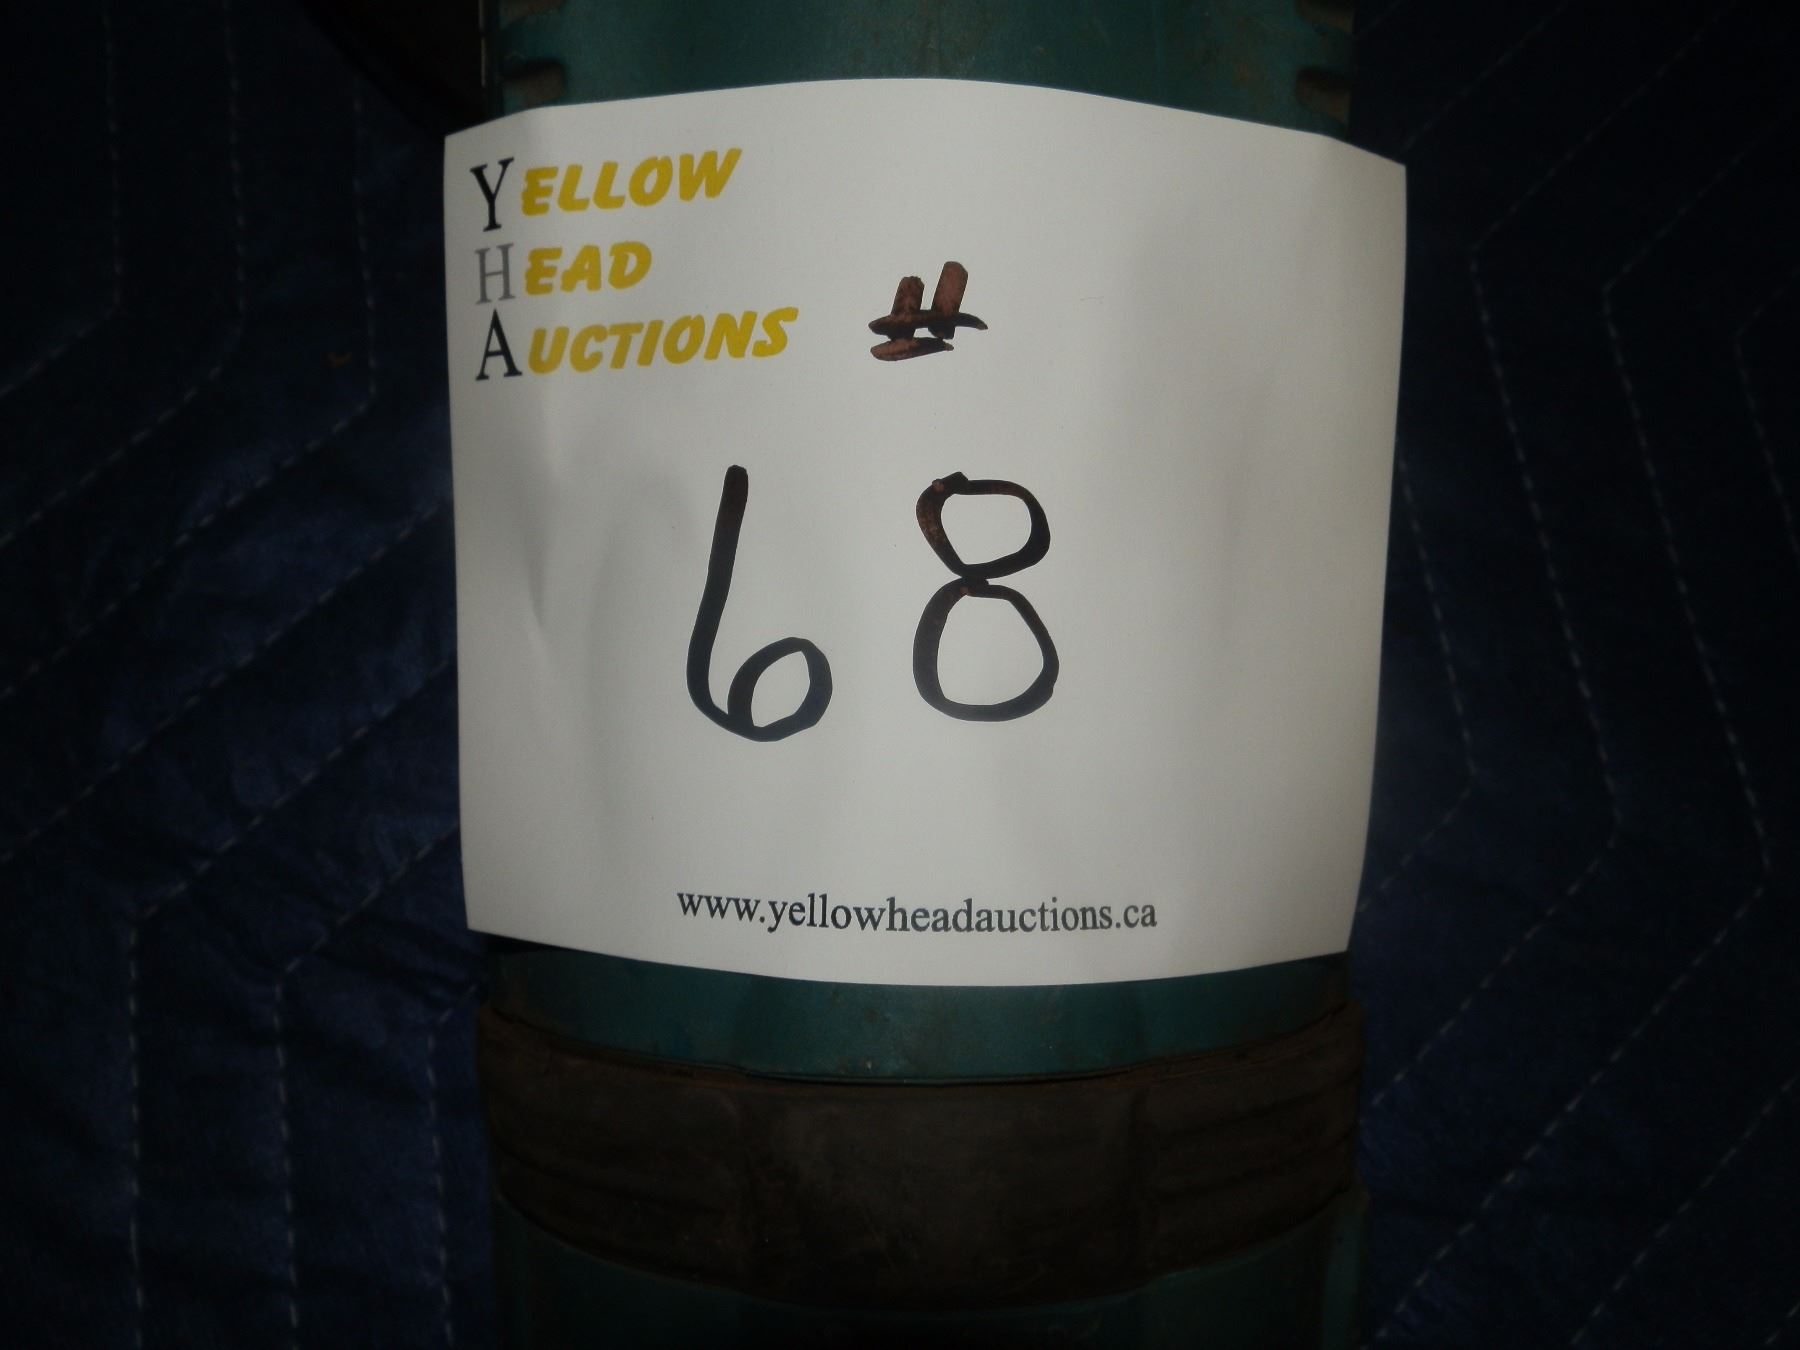 YELLOW
HEAD
AUCTIONS #
68
www.yellowheadauctions.ca